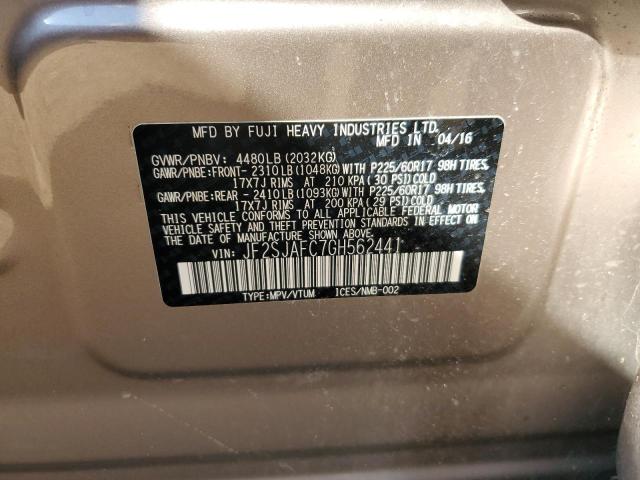 MFD BY FUJI HEAVY INDUSTRIES LTD.
MFD IN 04/16
GVWR/PNBV: 4480LB(2032KG)
GAWR/PNBE:FRONT-2310LB(1048KG)WITH P225/60R17 98H TIRES,
17X7J RIMS AT 210 KPA(30 PSI)COLD
GAWR/PNBE:REAR -2410LB(1093KG)WITH P225/60R17 98H TIRES,
17X7J RIMS AT 200 KPA(29 PSI)COLD
THIS VEHICLE CONFORMS TO ALL APPLICABLE FEDERAL MOTOR
VEHICLE SAFETY AND THEFT PREVENTION STANDARDS IN EFFECT
ON THE DATE OF MANUFACTURE SHOWN ABOVE.
VIN: JF2SJAFC7GH562441
TYPE:MPV/VTUM ICES/NMB-002